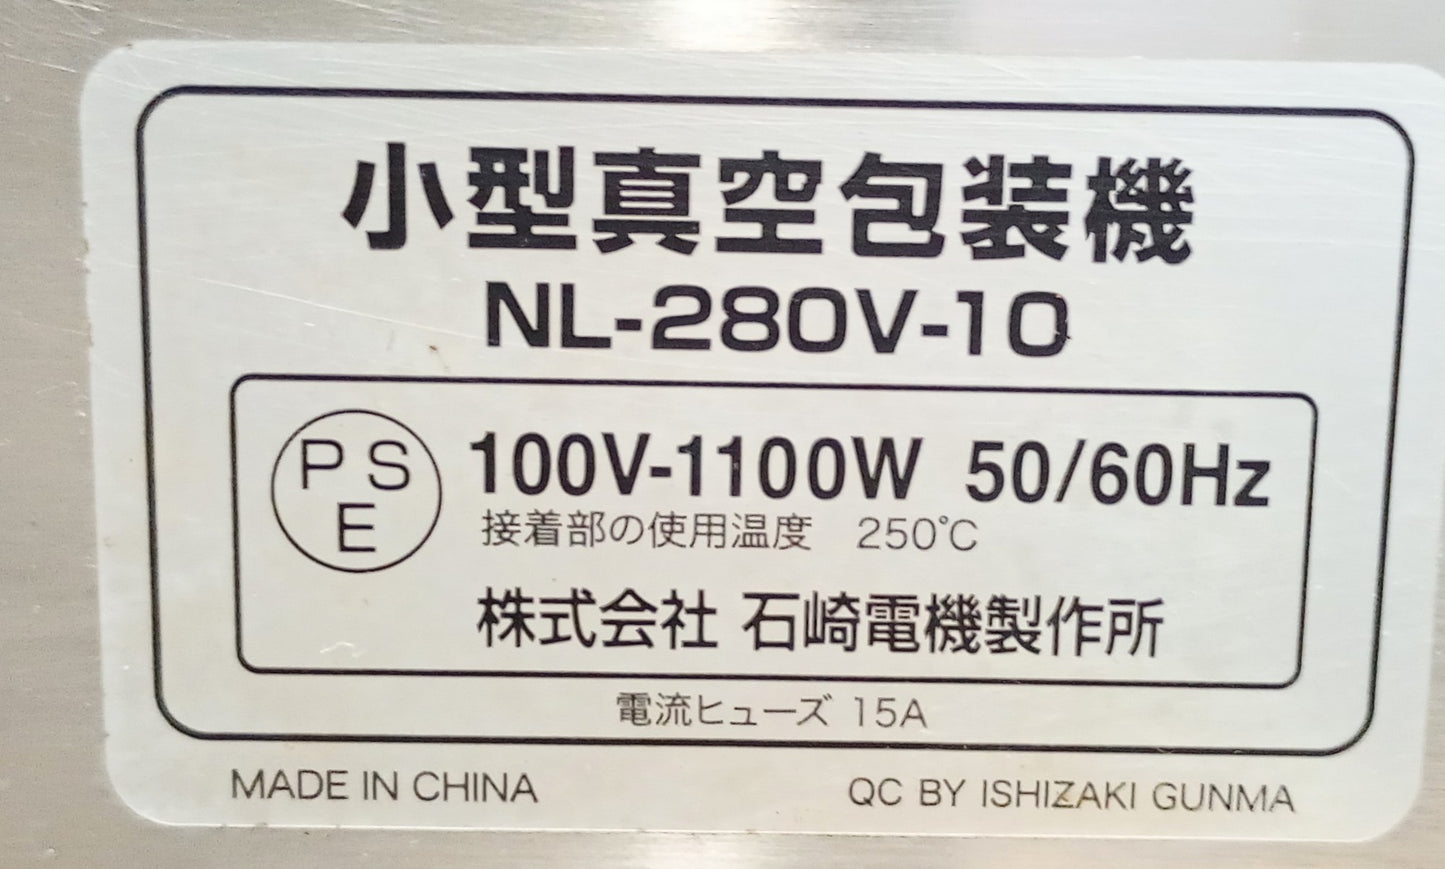 小型真空包装機
NL-280V-10
PSE
100V-1100W 50/60Hz
接着部の使用温度 250℃
株式会社 石崎電機製作所
電流ヒューズ 15A
MADE IN CHINA
QC BY ISHIZAKI GUNMA